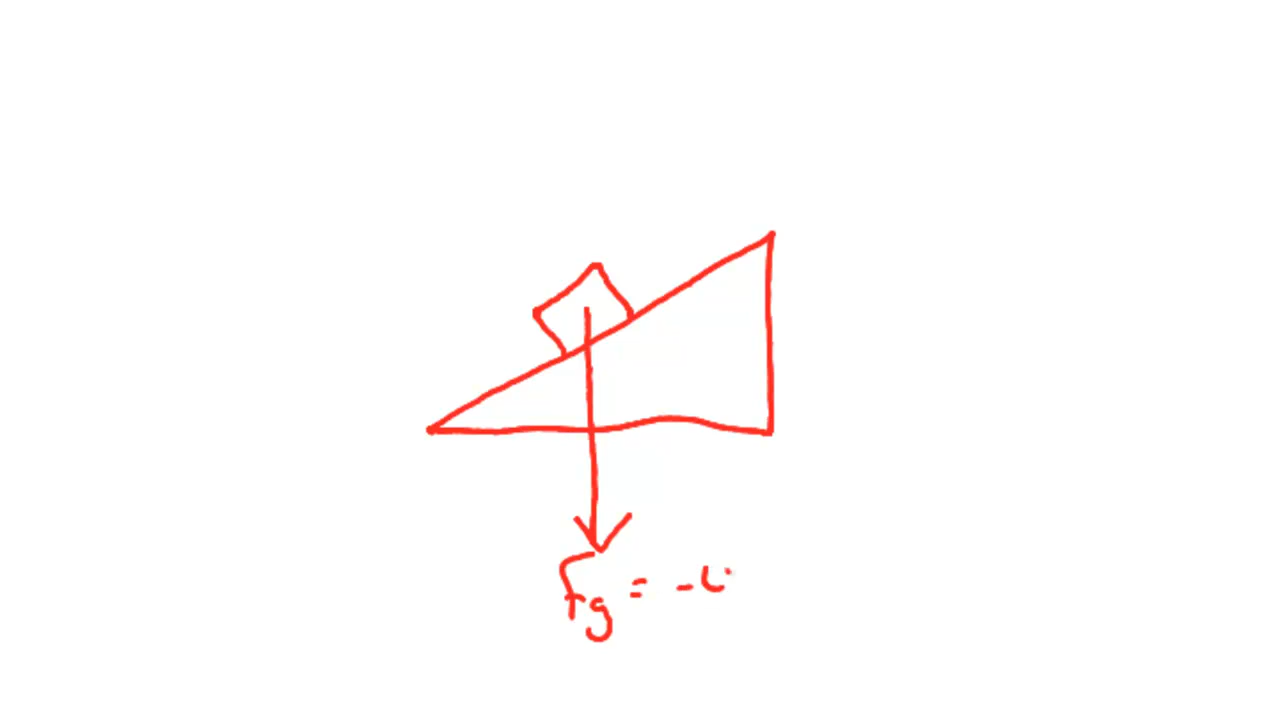 Fg = -